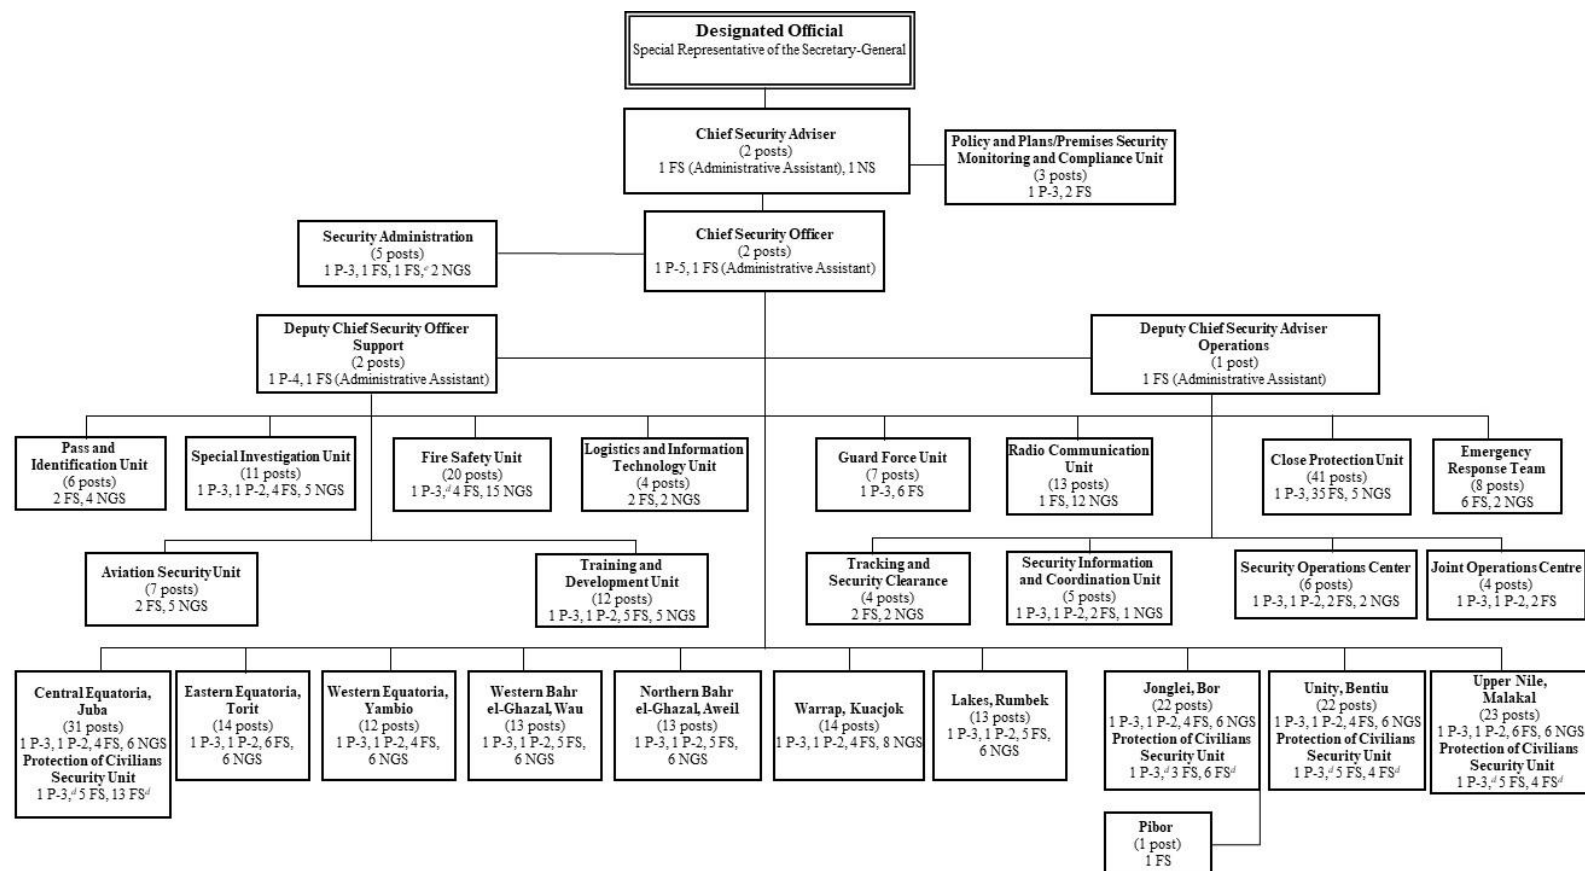 Designated Official
Special Representative of the Secretary-General
Chief Security Adviser
(2 posts)
1 FS (Administrative Assistant), 1 NS
Policy and Plans/Premises Security
Monitoring and Compliance Unit
(3 posts)
1 P-3, 2 FS
Security Administration
(5 posts)
1 P-3, 1 FS, 1 FS,e 2 NGS
Chief Security Officer
(2 posts)
1 P-5, 1 FS (Administrative Assistant)
Deputy Chief Security Officer
Support
(2 posts)
1 P-4, 1 FS (Administrative Assistant)
Deputy Chief Security Adviser
Operations
(1 post)
1 FS (Administrative Assistant)
Pass and
Identification Unit
(6 posts)
2 FS, 4 NGS
Special Investigation Unit
(11 posts)
1 P-3, 1 P-2, 4 FS, 5 NGS
Fire Safety Unit
(20 posts)
1 P-3,d 4 FS, 15 NGS
Logistics and Information
Technology Unit
(4 posts)
2 FS, 2 NGS
Guard Force Unit
(7 posts)
1 P-3, 6 FS
Radio Communication
Unit
(13 posts)
1 FS, 12 NGS
Close Protection Unit
(41 posts)
1 P-3, 35 FS, 5 NGS
Emergency
Response Team
(8 posts)
6 FS, 2 NGS
Aviation Security Unit
(7 posts)
2 FS, 5 NGS
Training and
Development Unit
(12 posts)
1 P-3, 1 P-2, 5 FS, 5 NGS
Tracking and
Security Clearance
(4 posts)
2 FS, 2 NGS
Security Information
and Coordination Unit
(5 posts)
1 P-3, 1 P-2, 2 FS, 1 NGS
Security Operations Center
(6 posts)
1 P-3, 1 P-2, 2 FS, 2 NGS
Joint Operations Centre
(4 posts)
1 P-3, 1 P-2, 2 FS
Central Equatoria,
Juba
(31 posts)
1 P-3, 1 P-2, 4 FS, 6 NGS
Protection of Civilians
Security Unit
1 P-3,d 5 FS, 13 FSd
Eastern Equatoria,
Torit
(14 posts)
1 P-3, 1 P-2, 6 FS,
6 NGS
Western Equatoria,
Yambio
(12 posts)
1 P-3, 1 P-2, 4 FS,
6 NGS
Western Bahr
el-Ghazal, Wau
(13 posts)
1 P-3, 1 P-2, 5 FS,
6 NGS
Northern Bahr
el-Ghazal, Aweil
(13 posts)
1 P-3, 1 P-2, 5 FS,
6 NGS
Warrap, Kuacjok
(14 posts)
1 P-3, 1 P-2, 4 FS, 8 NGS
Lakes, Rumbek
(13 posts)
1 P-3, 1 P-2, 5 FS,
6 NGS
Jonglei, Bor
(22 posts)
1 P-3, 1 P-2, 4 FS, 6 NGS
Protection of Civilians
Security Unit
1 P-3,d 3 FS, 6 FSd
Unity, Bentiu
(22 posts)
1 P-3, 1 P-2, 4 FS, 6 NGS
Protection of Civilians
Security Unit
1 P-3,d 5 FS, 4 FSd
Upper Nile,
Malakal
(23 posts)
1 P-3, 1 P-2, 6 FS, 6 NGS
Protection of Civilians
Security Unit
1 P-3,d 5 FS, 4 FSd
Pibor
(1 post)
1 FS